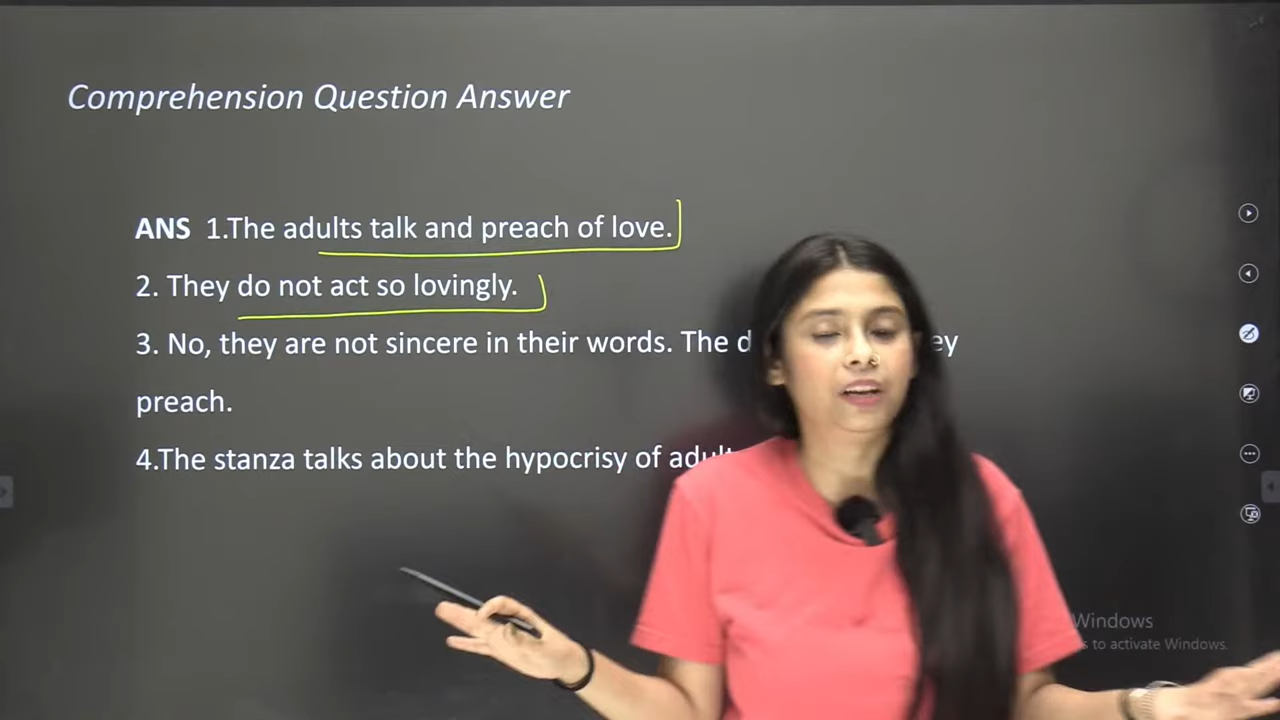 Comprehension Question Answer
ANS 1.The adults talk and preach of love.
2. They do not act so lovingly.
3. No, they are not sincere in their words. The
preach.
4.The stanza talks about the hypocrisy of
Windows
to activate Windows.